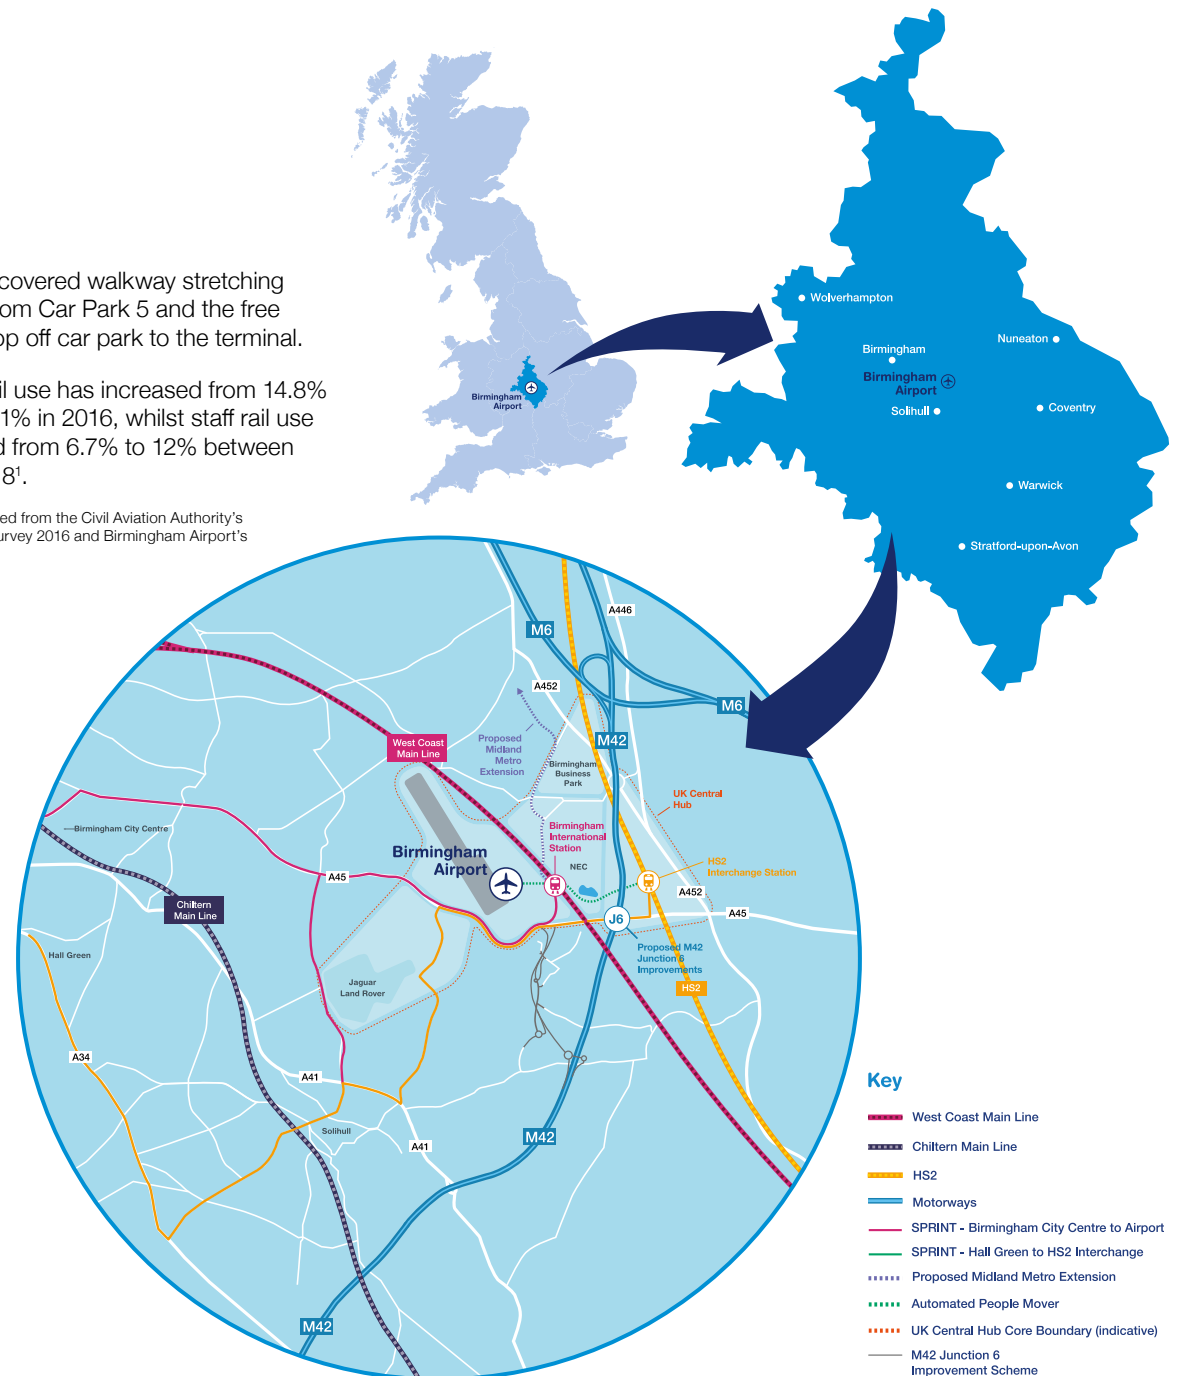 covered walkway stretching
om Car Park 5 and the free
op off car park to the terminal.
il use has increased from 14.8%
1% in 2016, whilst staff rail use
d from 6.7% to 12% between
8¹.
ed from the Civil Aviation Authority's
urvey 2016 and Birmingham Airport's
Birmingham
Airport
Wolverhampton
Nuneaton
Birmingham
Birmingham
Airport
Solihull
Coventry
Warwick
Stratford-upon-Avon
A446
M6
A452
M6
West Coast
Main Line
Proposed
Midland
Metro
Extension
M42
Birmingham
Business
Park
UK Central
Hub
Birmingham City Centre
Birmingham
International
Station
Birmingham
Airport
NEC
HS2
Interchange Station
A45
A452
Chiltern
Main Line
J6
A45
Hall Green
Proposed M42
Junction 6
Improvements
Jaguar
Land Rover
HS2
A34
A41
Solihull
A41
M42
M42
Key
West Coast Main Line
Chiltern Main Line
HS2
Motorways
SPRINT - Birmingham City Centre to Airport
SPRINT - Hall Green to HS2 Interchange
Proposed Midland Metro Extension
Automated People Mover
UK Central Hub Core Boundary (indicative)
M42 Junction 6
Improvement Scheme